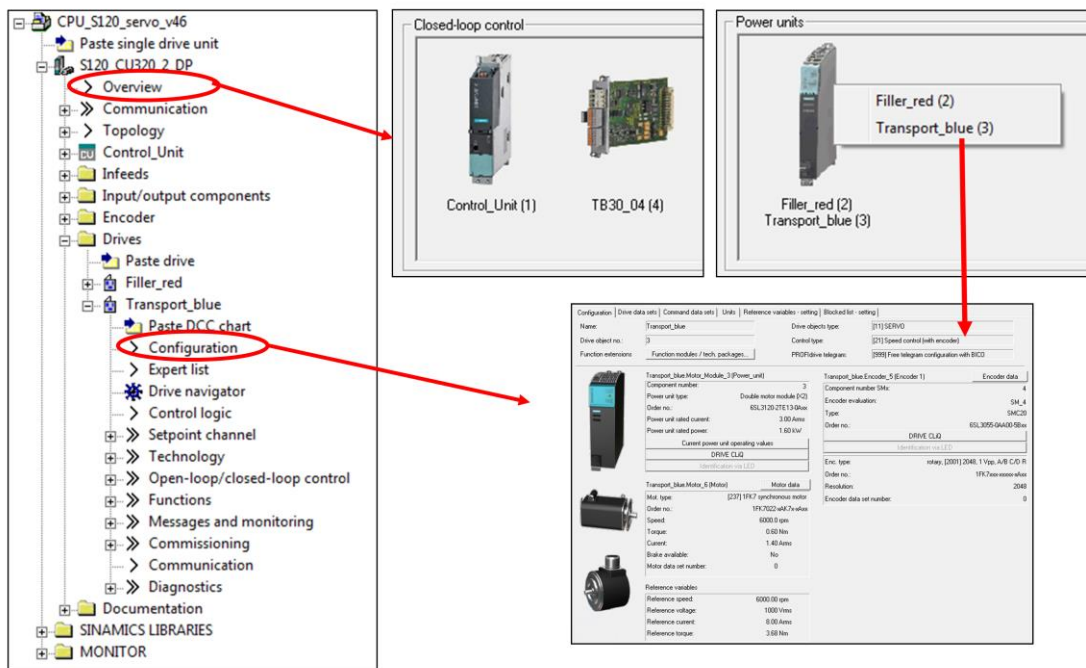 CPU_S120_servo_v46
Paste single drive unit
S120_CU320_2_DP
Overview
Communication
Topology
Control_Unit
Infeeds
Input/output components
Encoder
Drives
Paste drive
Filler_red
Transport_blue
Paste DCC chart
Configuration
Expert list
Drive navigator
Control logic
Setpoint channel
Technology
Open-loop/closed-loop control
Functions
Messages and monitoring
Commissioning
Communication
Diagnostics
Documentation
SINAMICS LIBRARIES
MONITOR
Closed-loop control
Control_Unit (1)
TB30_04 (4)
Power units
Filler_red (2)
Transport_blue (3)
Filler_red (2)
Transport_blue (3)
Configuration | Drive data sets | Command data sets | Units | Reference variables - setting | Blocked list - setting
Name: Transport_blue Drive objects type: [11] SERVO
Drive object no.: 3 Control type: [21] Speed control (with encoder)
Function extensions Function modules / tech. packages... PROFIdrive telegram: [999] Free telegram configuration with BICO
Transport_blue.Motor_Module_3 (Power_unit)
Component number: 3
Power unit type: Double motor module (X2)
Order no.: 6SL3120-2TE13-0Axx
Power unit rated current: 3.00 Arms
Power unit rated power: 1.60 kW
Current power unit operating values
DRIVE CLiQ
Identification via LED
Transport_blue.Motor_6 (Motor) Motor data
Mot. type: [237] 1FK7 synchronous motor
Order no.: 1FK7022-xAK7x-xAxx
Speed: 6000.0 rpm
Torque: 0.60 Nm
Current: 1.40 Arms
Brake available: No
Motor data set number: 0
Reference variables
Reference speed: 6000.00 rpm
Reference voltage: 1000 Vrms
Reference current: 8.00 Arms
Reference torque: 3.68 Nm
Transport_blue.Encoder_5 (Encoder 1) Encoder data
Component number SMx: 4
Encoder evaluation: SM_4
Type: SMC20
Order no.: 6SL3055-0AA00-5Bxx
DRIVE CLiQ
Identification via LED
Enc. type: rotary, [2001] 2048, 1 Vpp, A/B C/D R
Order no.: 1FK7xxx-xxxxx-xAxx
Resolution: 2048
Encoder data set number: 0